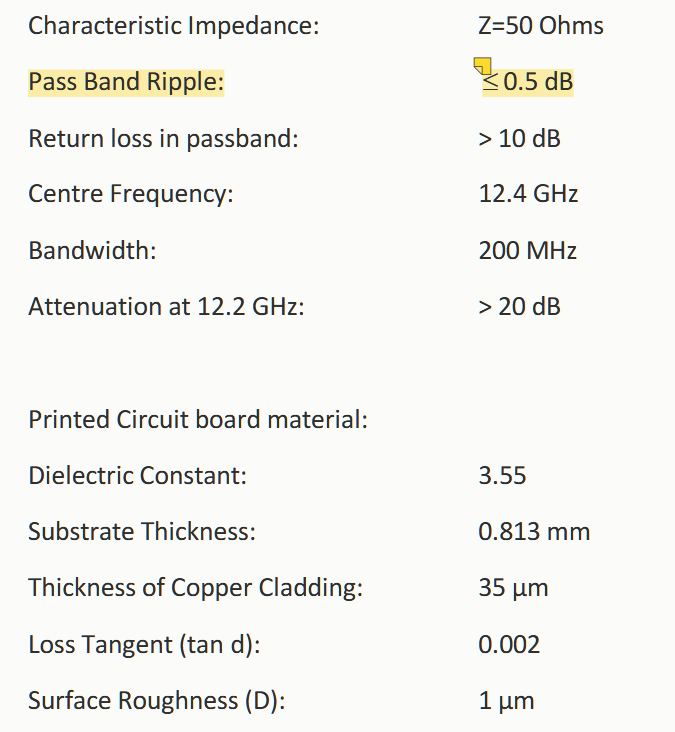 Characteristic Impedance: Z=50 Ohms
Pass Band Ripple: ≤ 0.5 dB
Return loss in passband: > 10 dB
Centre Frequency: 12.4 GHz
Bandwidth: 200 MHz
Attenuation at 12.2 GHz: > 20 dB
Printed Circuit board material:
Dielectric Constant: 3.55
Substrate Thickness: 0.813 mm
Thickness of Copper Cladding: 35 µm
Loss Tangent (tan d): 0.002
Surface Roughness (D): 1 µm